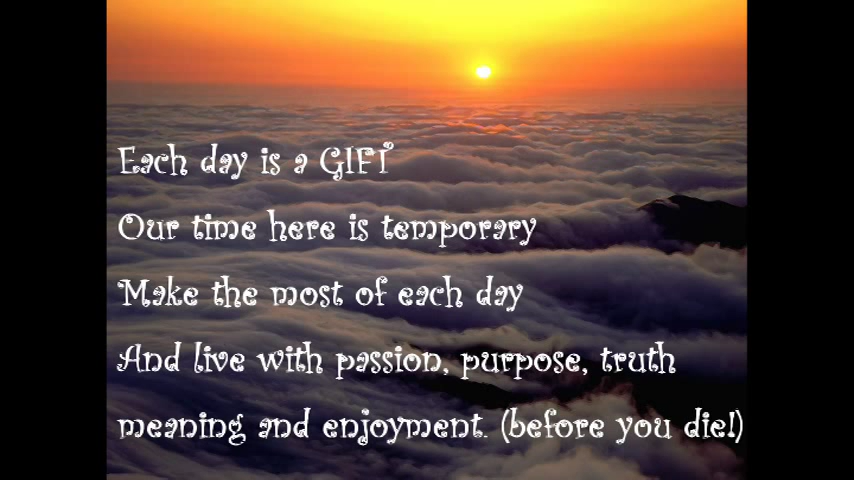 Each day is a GIFT
Our time here is temporary
Make the most of each day
And live with passion, purpose, truth
meaning and enjoyment. (before you die!)